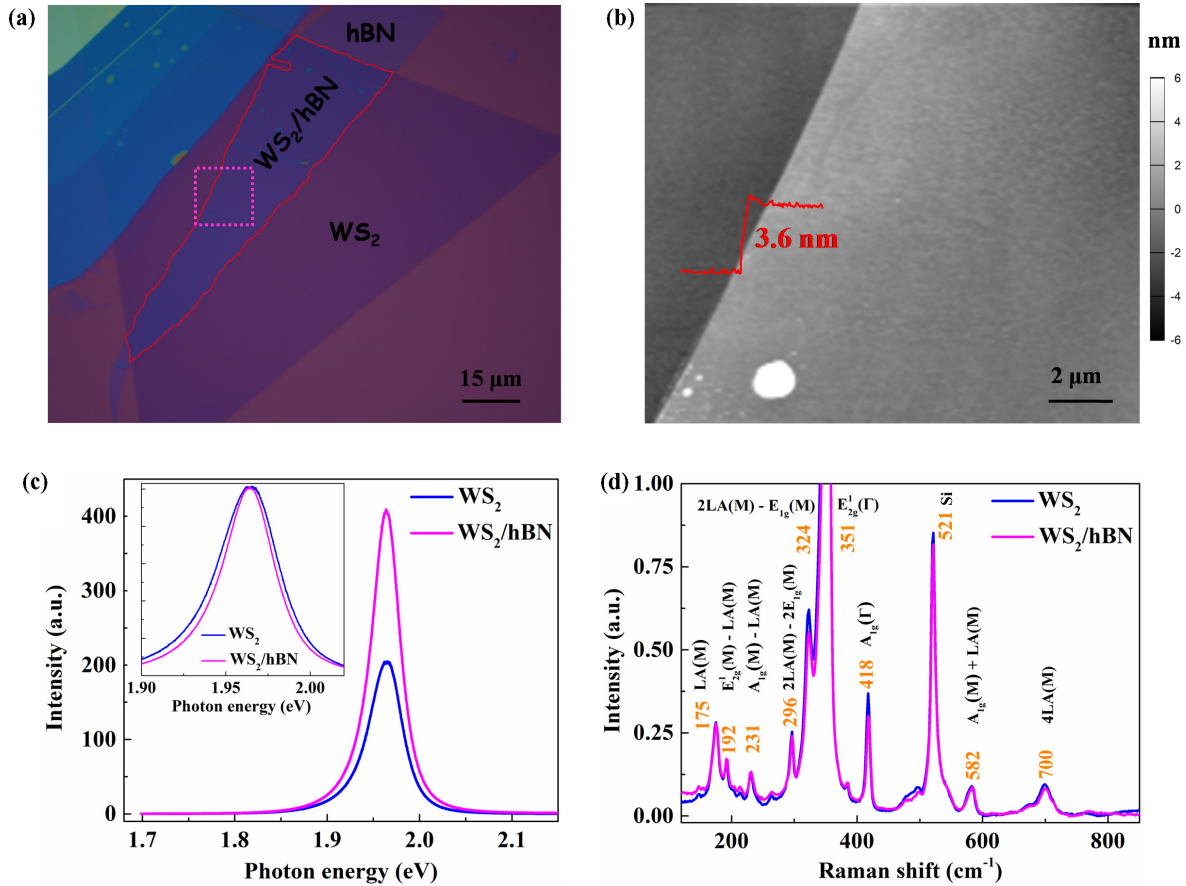 (a)
hBN
WS₂/hBN
WS₂
15 μm
(b)
nm
6
4
2
0
-2
-4
-6
3.6 nm
2 μm
(c)
WS₂
WS₂/hBN
400
300
200
100
0
Intensity (a.u.)
1.7
1.8
1.9
2.0
2.1
Photon energy (eV)
WS₂
WS₂/hBN
1.90
1.95
2.00
Photon energy (eV)
(d)
WS₂
WS₂/hBN
1.00
0.75
0.50
0.25
0.00
Intensity (a.u.)
175 LA(M)
192 E¹₂g(M) - LA(M)
231 A₁g(M) - LA(M)
296 2LA(M) - 2E₁g(M)
2LA(M) - E₁g(M)
324
E¹₂g(Γ)
351
418 A₁g(Γ)
521 Si
582 A₁g(M) + LA(M)
700 4LA(M)
200
400
600
800
Raman shift (cm⁻¹)